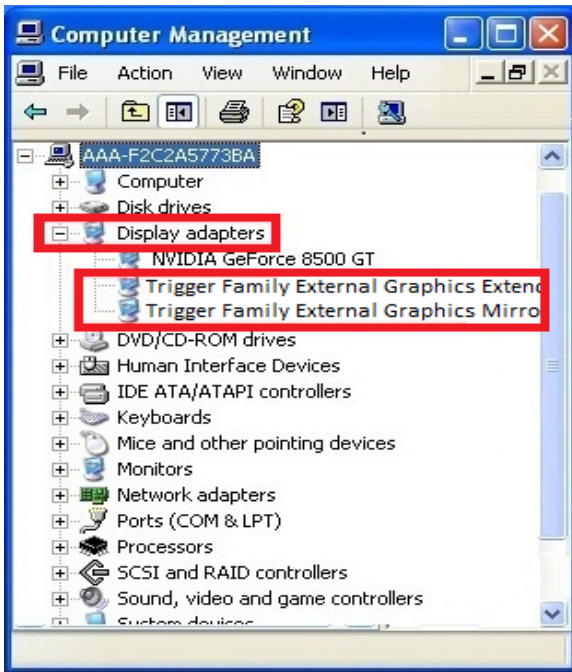 Computer Management
File Action View Window Help
AAA-F2C2A5773BA
Computer
Disk drives
Display adapters
NVIDIA GeForce 8500 GT
Trigger Family External Graphics Extend
Trigger Family External Graphics Mirro
DVD/CD-ROM drives
Human Interface Devices
IDE ATA/ATAPI controllers
Keyboards
Mice and other pointing devices
Monitors
Network adapters
Ports (COM & LPT)
Processors
SCSI and RAID controllers
Sound, video and game controllers
System devices